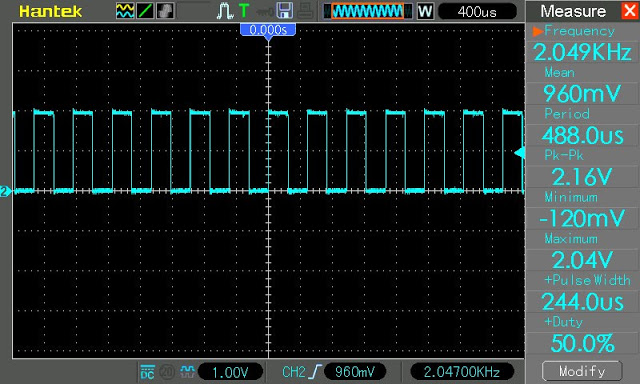 Hantek
T
W
400us
Measure
X
0.000s
Frequency
2.049KHz
Mean
960mV
Period
488.0us
Pk-Pk
2.16V
Minimum
-120mV
Maximum
2.04V
+Pulse Width
244.0us
+Duty
50.0%
Modify
2
DC
1.00V
CH2
960mV
2.04700KHz